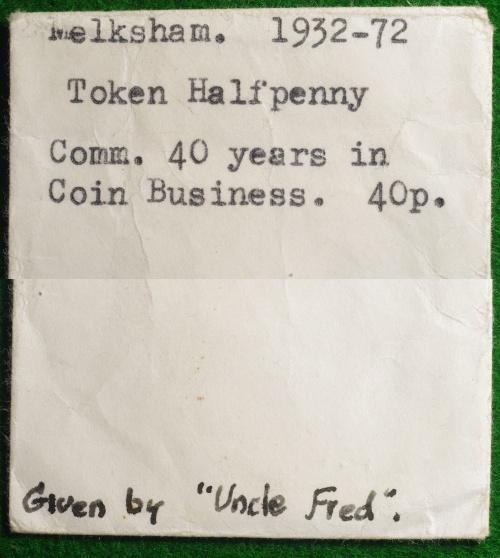 Melksham. 1932-72
Token Halfpenny
Comm. 40 years in
Coin Business. 40p.
Given by "Uncle Fred".